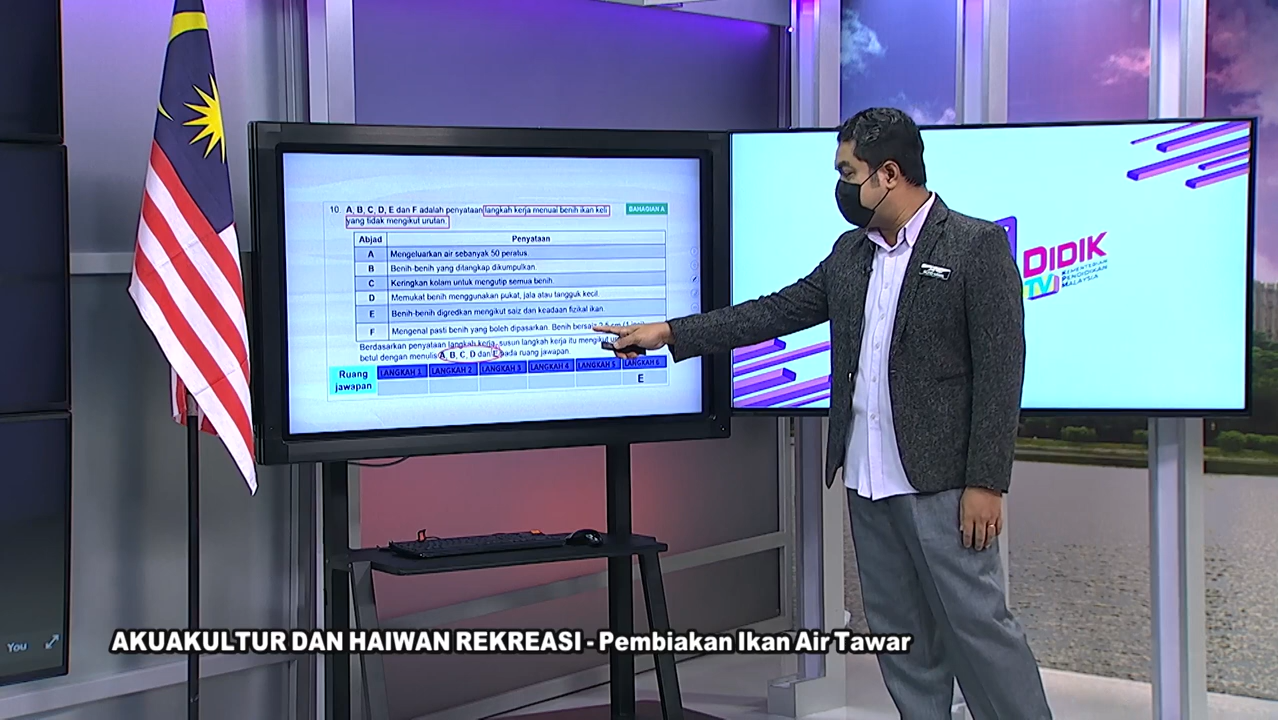 10. A, B, C, D, E dan F adalah penyataan langkah kerja menuai benih ikan keli
yang tidak mengikut urutan.
BAHAGIAN A
Abjad Penyataan
A Mengeluarkan air sebanyak 50 peratus.
B Benih-benih yang ditangkap dikumpulkan.
C Keringkan kolam untuk mengutip semua benih.
D Memukat benih menggunakan pukat, jala atau tangguk kecil.
E Benih-benih digredkan mengikut saiz dan keadaan fizikal ikan.
F Mengenal pasti benih yang boleh dipasarkan. Benih bersaiz
Berdasarkan penyataan langkah kerja, susun langkah kerja itu mengikut
betul dengan menulis A, B, C, D dan E pada ruang jawapan.
Ruang jawapan
LANGKAH 1 LANGKAH 2 LANGKAH 3 LANGKAH 4 LANGKAH 5 LANGKAH 6
E
DIDIK
TV
KEMENTERIAN
PENDIDIKAN
MALAYSIA
You
AKUAKULTUR DAN HAIWAN REKREASI - Pembiakan Ikan Air Tawar